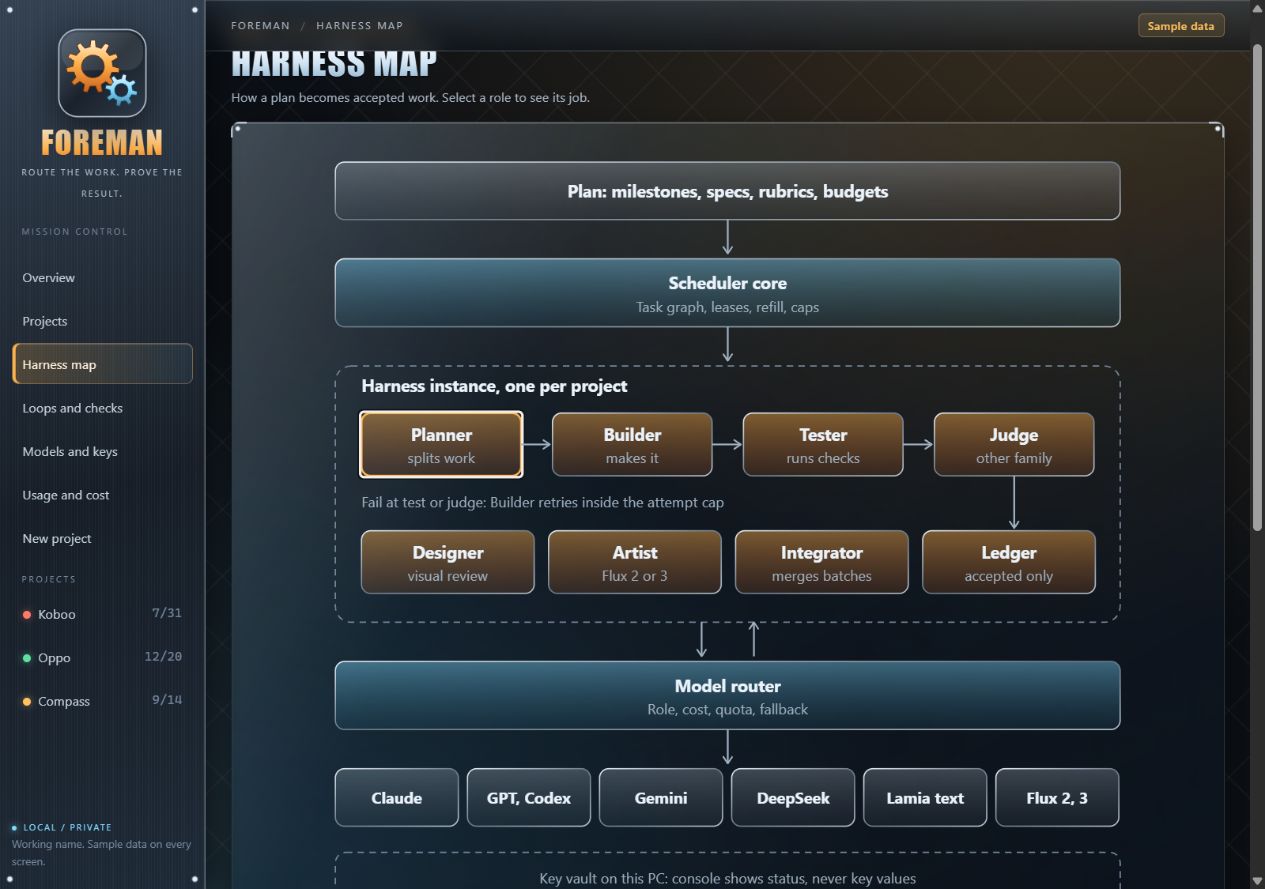 FOREMAN
ROUTE THE WORK. PROVE THE
RESULT.
MISSION CONTROL
Overview
Projects
Harness map
Loops and checks
Models and keys
Usage and cost
New project
PROJECTS
Koboo 7/31
Oppo 12/20
Compass 9/14
LOCAL / PRIVATE
Working name. Sample data on every
screen.
FOREMAN / HARNESS MAP
Sample data
HARNESS MAP
How a plan becomes accepted work. Select a role to see its job.
Plan: milestones, specs, rubrics, budgets
Scheduler core
Task graph, leases, refill, caps
Harness instance, one per project
Planner
splits work
Builder
makes it
Tester
runs checks
Judge
other family
Fail at test or judge: Builder retries inside the attempt cap
Designer
visual review
Artist
Flux 2 or 3
Integrator
merges batches
Ledger
accepted only
Model router
Role, cost, quota, fallback
Claude
GPT, Codex
Gemini
DeepSeek
Lamia text
Flux 2, 3
Key vault on this PC: console shows status, never key values